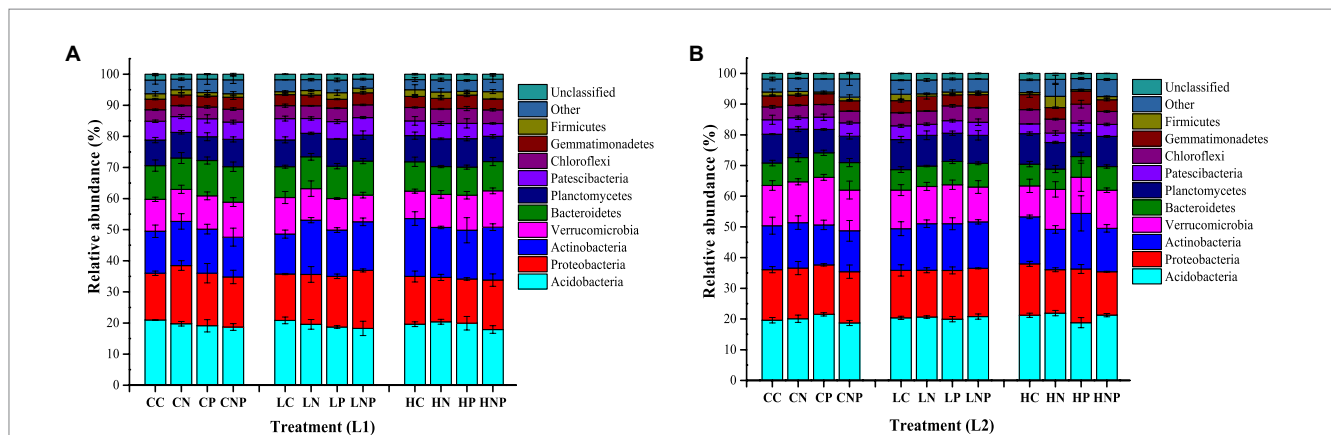 A
Relative abundance (%)
100
90
80
70
60
50
40
30
20
10
0
CC CN CP CNP LC LN LP LNP HC HN HP HNP
Treatment (L1)
Unclassified
Other
Firmicutes
Gemmatimonadetes
Chloroflexi
Patescibacteria
Planctomycetes
Bacteroidetes
Verrucomicrobia
Actinobacteria
Proteobacteria
Acidobacteria
B
Relative abundance (%)
100
90
80
70
60
50
40
30
20
10
0
CC CN CP CNP LC LN LP LNP HC HN HP HNP
Treatment (L2)
Unclassified
Other
Firmicutes
Gemmatimonadetes
Chloroflexi
Patescibacteria
Planctomycetes
Bacteroidetes
Verrucomicrobia
Actinobacteria
Proteobacteria
Acidobacteria